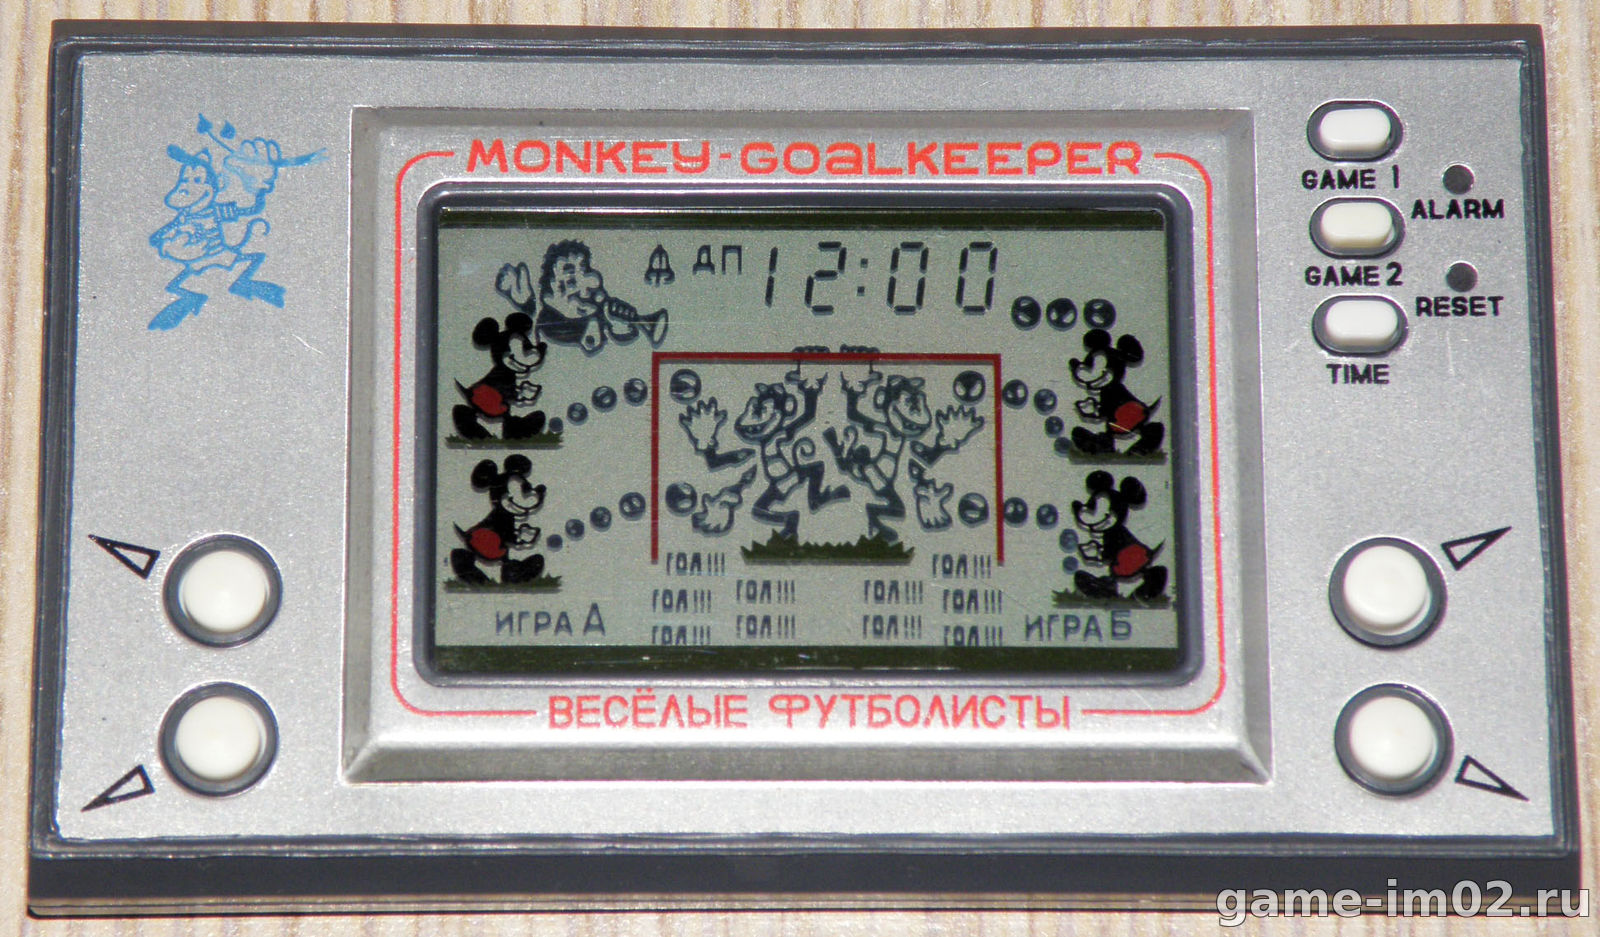 MONKEY-GOALKEEPER
GAME 1
ALARM
GAME 2
RESET
TIME
ДП 12:00
ГОЛ!!! ГОЛ!!!
ГОЛ!!! ГОЛ!!! ГОЛ!!! ГОЛ!!!
ИГРА А ГОЛ!!! ГОЛ!!! ГОЛ!!! ГОЛ!!! ИГРА Б
ВЕСЁЛЫЕ ФУТБОЛИСТЫ
game-im02.ru